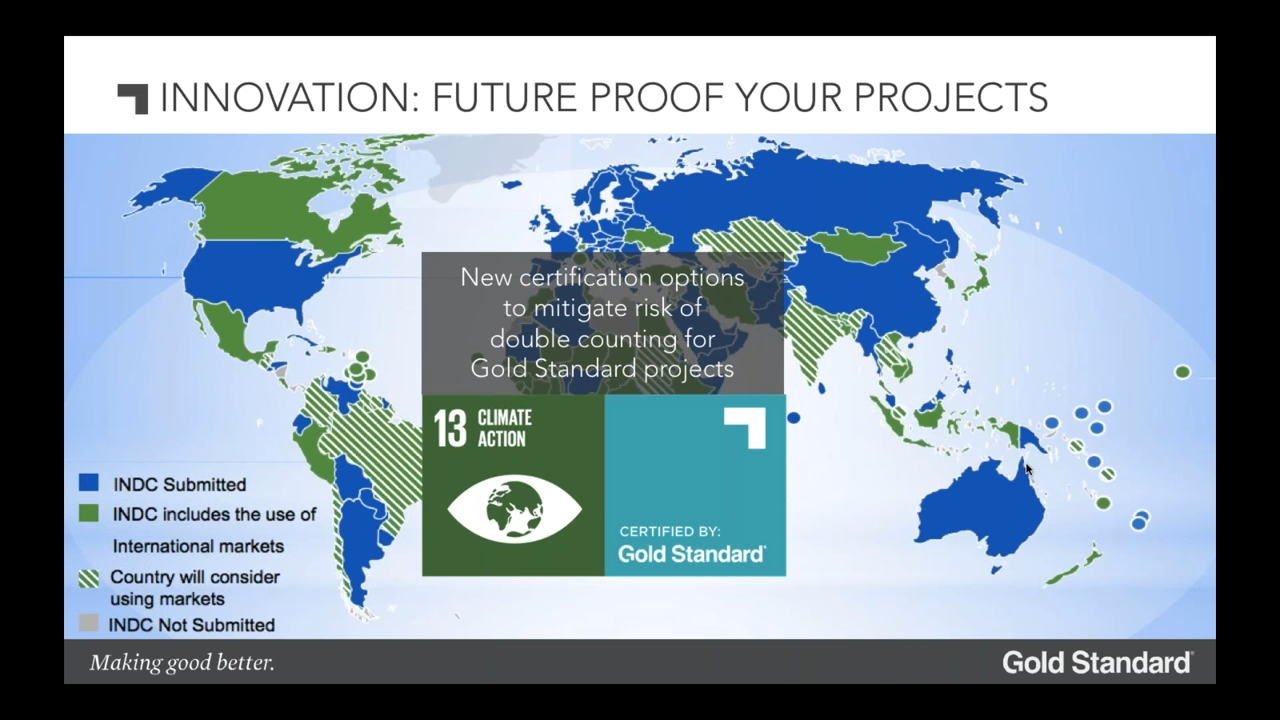 INNOVATION: FUTURE PROOF YOUR PROJECTS
New certification options
to mitigate risk of
double counting for
Gold Standard projects
13 CLIMATE
ACTION
CERTIFIED BY:
Gold Standard®
INDC Submitted
INDC includes the use of
International markets
Country will consider
using markets
INDC Not Submitted
Making good better.
Gold Standard®